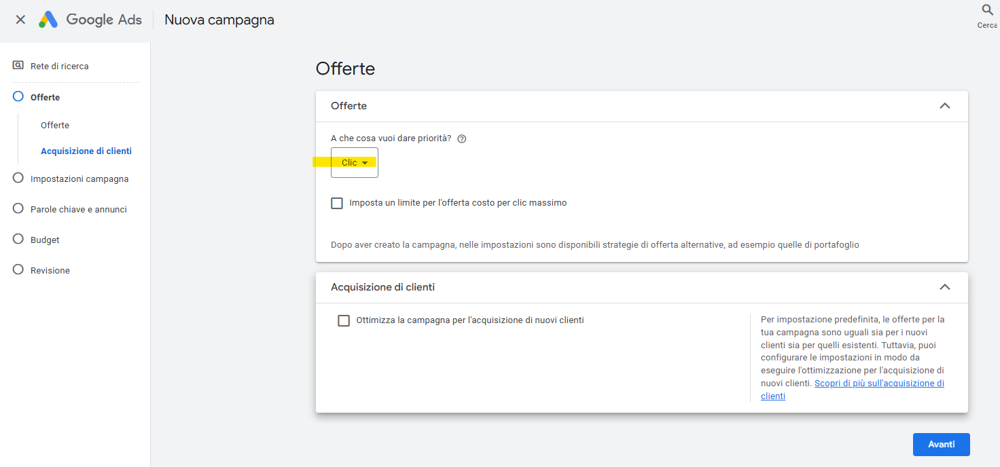 Google Ads
Nuova campagna
Cerca
Rete di ricerca
Offerte
Offerte
Acquisizione di clienti
Impostazioni campagna
Parole chiave e annunci
Budget
Revisione
Offerte
Offerte
A che cosa vuoi dare priorità?
Clic
Imposta un limite per l'offerta costo per clic massimo
Dopo aver creato la campagna, nelle impostazioni sono disponibili strategie di offerta alternative, ad esempio quelle di portafoglio
Acquisizione di clienti
Ottimizza la campagna per l'acquisizione di nuovi clienti
Per impostazione predefinita, le offerte per la
tua campagna sono uguali sia per i nuovi
clienti sia per quelli esistenti. Tuttavia, puoi
configurare le impostazioni in modo da
eseguire l'ottimizzazione per l'acquisizione di
nuovi clienti. Scopri di più sull'acquisizione di
clienti
Avanti